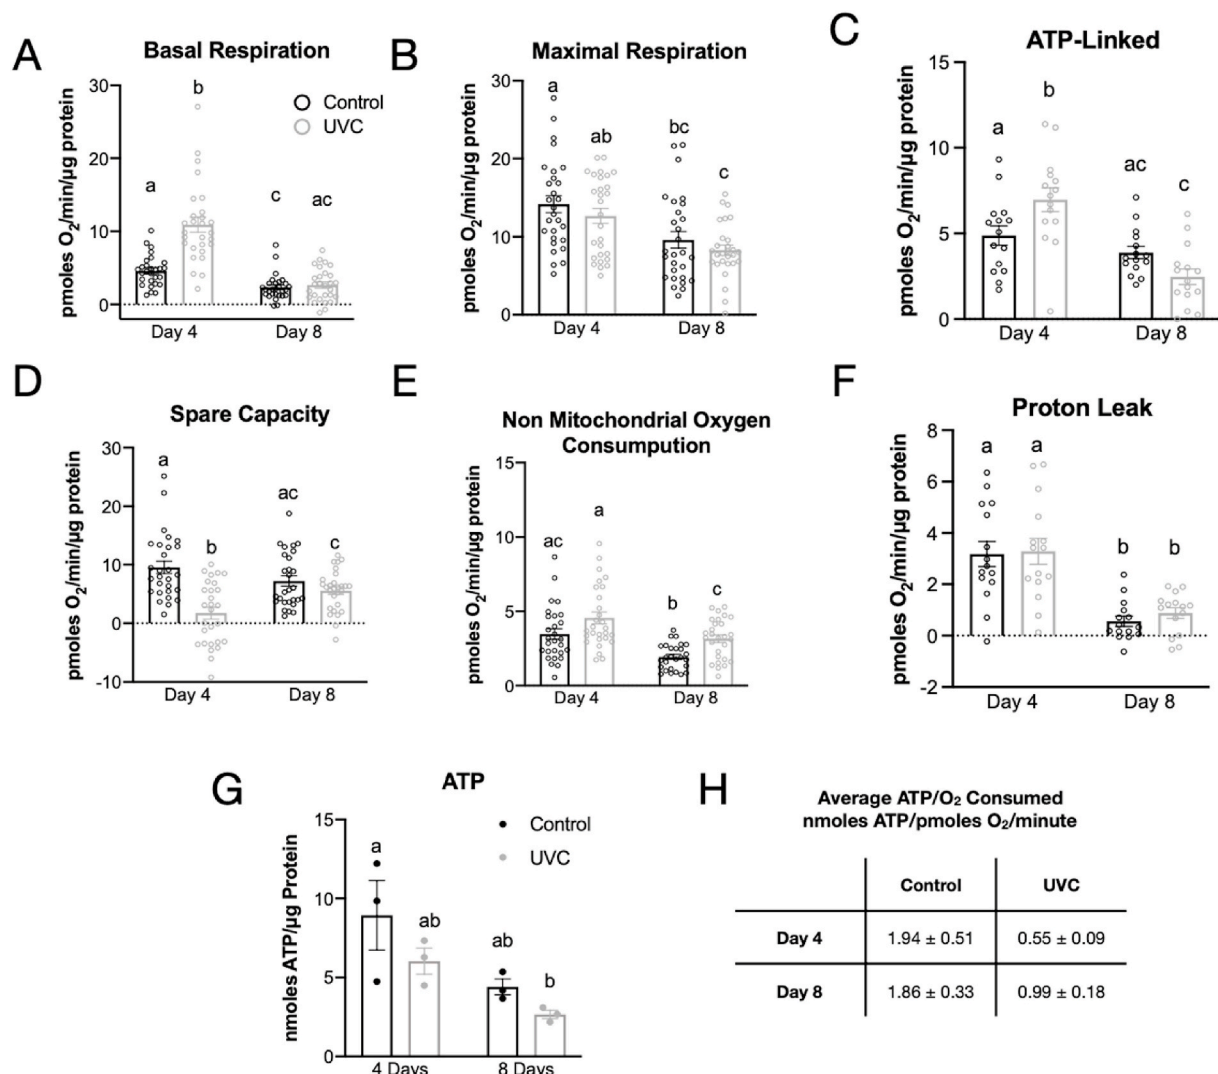 A
Basal Respiration
pmoles O₂/min/µg protein
30
20
10
0
a
b
c
ac
Control
UVC
Day 4
Day 8
B
Maximal Respiration
pmoles O₂/min/µg protein
30
20
10
0
a
ab
bc
c
Day 4
Day 8
C
ATP-Linked
pmoles O₂/min/µg protein
15
10
5
0
a
b
ac
c
Day 4
Day 8
D
Spare Capacity
pmoles O₂/min/µg protein
30
20
10
0
-10
a
b
ac
c
Day 4
Day 8
E
Non Mitochondrial Oxygen
Consumpution
pmoles O₂/min/µg protein
15
10
5
0
ac
a
b
c
Day 4
Day 8
F
Proton Leak
pmoles O₂/min/µg protein
8
6
4
2
0
-2
a
a
b
b
Day 4
Day 8
G
ATP
nmoles ATP/µg Protein
15
10
5
0
a
ab
ab
b
Control
UVC
4 Days
8 Days
H
Average ATP/O₂ Consumed
nmoles ATP/pmoles O₂/minute
Control UVC
Day 4 1.94 ± 0.51 0.55 ± 0.09
Day 8 1.86 ± 0.33 0.99 ± 0.18